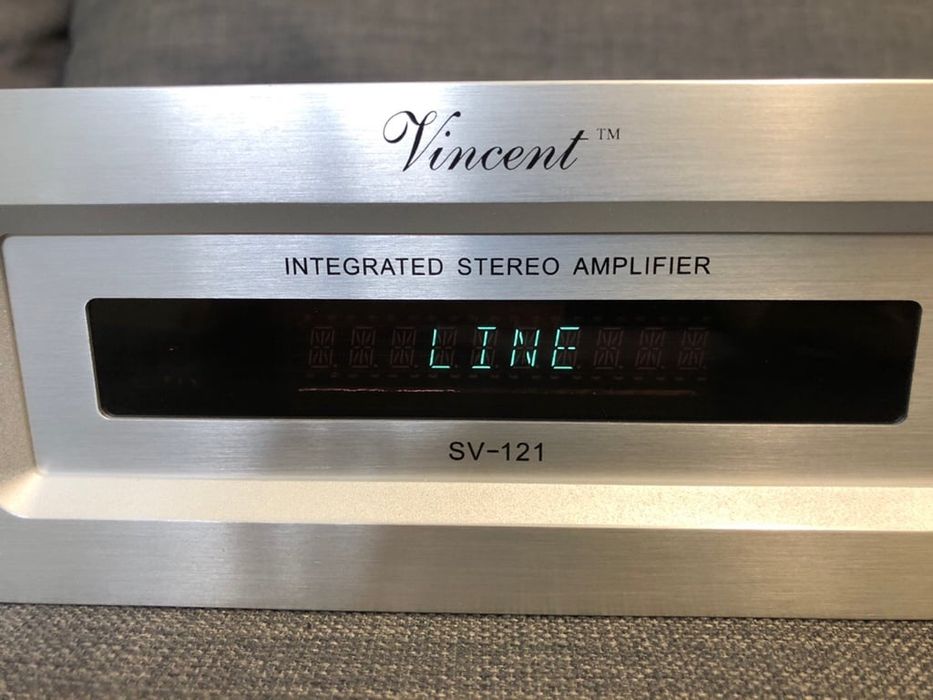 Vincent™
INTEGRATED STEREO AMPLIFIER
LINE
SV-121